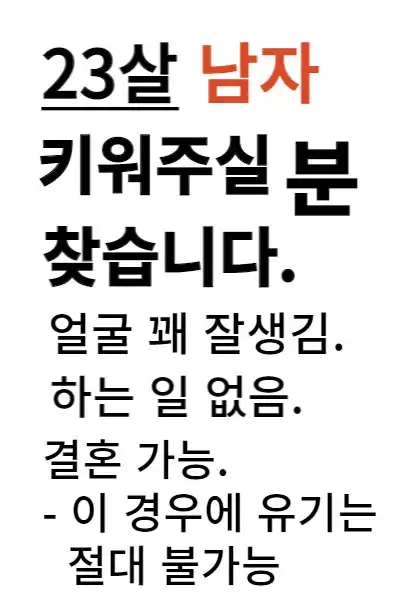 23살 남자
키워주실 분
찾습니다.
얼굴 꽤 잘생김.
하는 일 없음.
결혼 가능.
- 이 경우에 유기는
절대 불가능